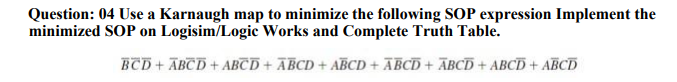 Question: 04 Use a Karnaugh map to minimize the following SOP expression Implement the
minimized SOP on Logisim/Logic Works and Complete Truth Table.
B̅C̅D̅ + A̅BC̅D̅ + ABC̅D̅ + A̅B̅CD + AB̅CD + A̅B̅CD̅ + A̅BCD̅ + ABCD̅ + AB̅CD̅